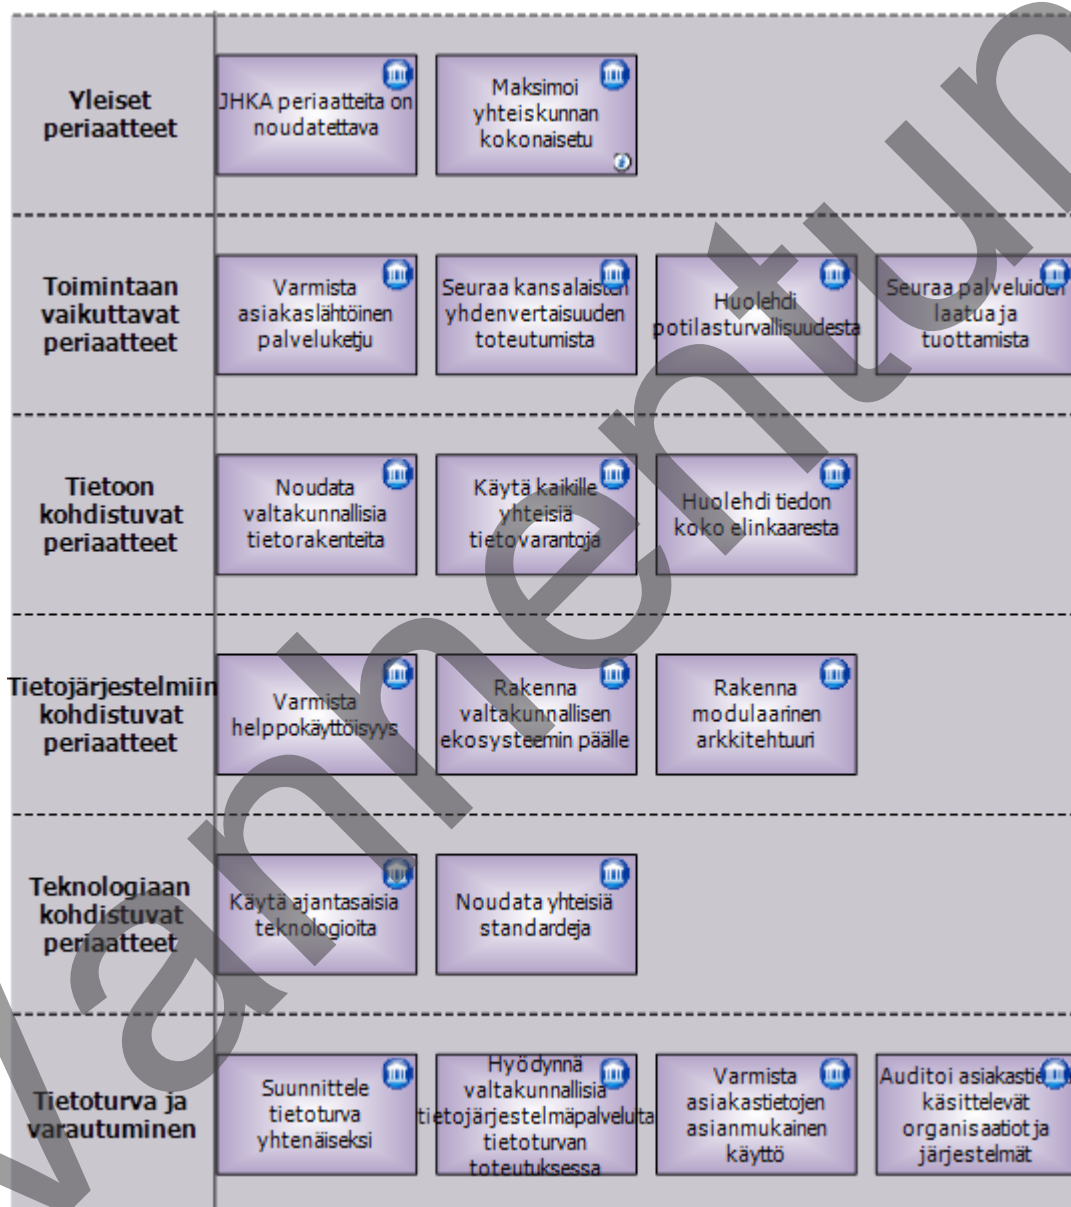 Yleiset
periaatteet
JHKA periaatteita on
noudatettava
Maksimoi
yhteiskunnan
kokonaisetu
Toimintaan
vaikuttavat
periaatteet
Varmista
asiakaslähtöinen
palveluketju
Seuraa kansalaisten
yhdenvertaisuuden
toteutumista
Huolehdi
potilasturvallisuudesta
Seuraa palveluiden
laatua ja
tuottamista
Tietoon
kohdistuvat
periaatteet
Noudata
valtakunnallisia
tietorakenteita
Käytä kaikille
yhteisiä
tietovarantoja
Huolehdi tiedon
koko elinkaaresta
Tietojärjestelmiin
kohdistuvat
periaatteet
Varmista
helppokäyttöisyys
Rakenna
valtakunnallisen
ekosysteemin päälle
Rakenna
modulaarinen
arkkitehtuuri
Teknologiaan
kohdistuvat
periaatteet
Käytä ajantasaisia
teknologioita
Noudata yhteisiä
standardeja
Tietoturva ja
varautuminen
Suunnittele
tietoturva
yhtenäiseksi
Hyödynnä
valtakunnallisia
tietojärjestelmäpalveluita
tietoturvan
toteutuksessa
Varmista
asiakastietojen
asianmukainen
käyttö
Auditoi
käsittelevät
organisaatiot ja
järjestelmät
Vanhentun